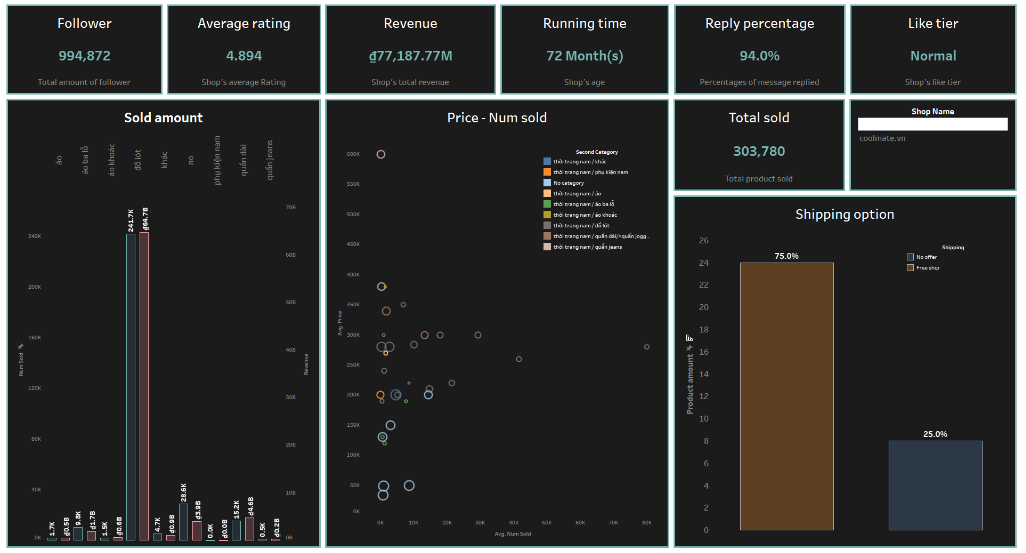 Follower
994,872
Total amount of follower
Average rating
4.894
Shop's average Rating
Revenue
₫77,187.77M
Shop's total revenue
Running time
72 Month(s)
Shop's age
Reply percentage
94.0%
Percentages of message replied
Like tier
Normal
Shop's like tier
Sold amount
áo
áo ba lỗ
áo khoác
đồ lót
khác
no
phụ kiện nam
quần dài
quần jeans
240K
200K
160K
120K
80K
40K
0K
Num Sold
70B
60B
50B
40B
30B
20B
10B
0B
Revenue
1.7K
₫0.5B
9.8K
₫1.7B
1.5K
₫0.6B
241.7K
₫64.7B
4.7K
₫0.9B
28.6K
₫3.9B
0.0K
₫0.0B
15.2K
₫4.6B
0.5K
₫0.2B
Price - Num sold
600K
550K
500K
450K
400K
350K
300K
250K
200K
150K
100K
50K
0K
Avg. Price
0K
10K
20K
30K
40K
50K
60K
70K
80K
Avg. Num Sold
Second Category
thời trang nam / khác
thời trang nam / phụ kiện nam
No category
thời trang nam / áo
thời trang nam / áo ba lỗ
thời trang nam / áo khoác
thời trang nam / đồ lót
thời trang nam / quần dài/>quần jogg..
thời trang nam / quần jeans
Total sold
303,780
Total product sold
Shop Name
coolmate.vn
Shipping option
26
24
22
20
18
16
14
12
10
8
6
4
2
0
Product amount
75.0%
25.0%
Shipping
No offer
Free ship